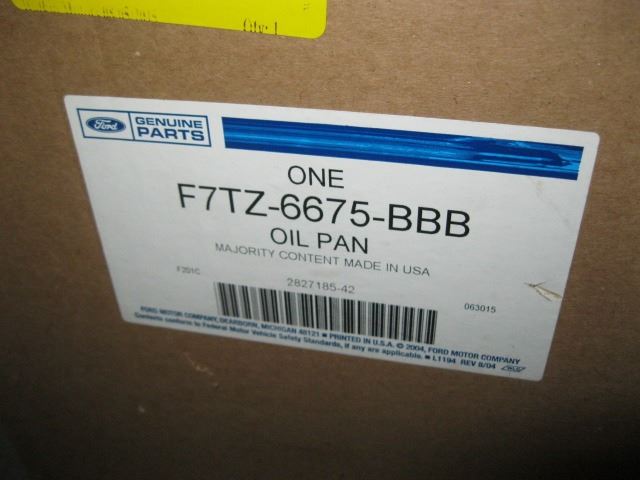 Qty: 1
Ford GENUINE PARTS
ONE
F7TZ-6675-BBB
OIL PAN
MAJORITY CONTENT MADE IN USA
F201C 2827185-42 063015
FORD MOTOR COMPANY, DEARBORN, MICHIGAN 48121 ■ PRINTED IN U.S.A. © 2004, FORD MOTOR COMPANY
Contents conform to Federal Motor Vehicle Safety Standards, if any are applicable. ■ L1194 REV 8/04